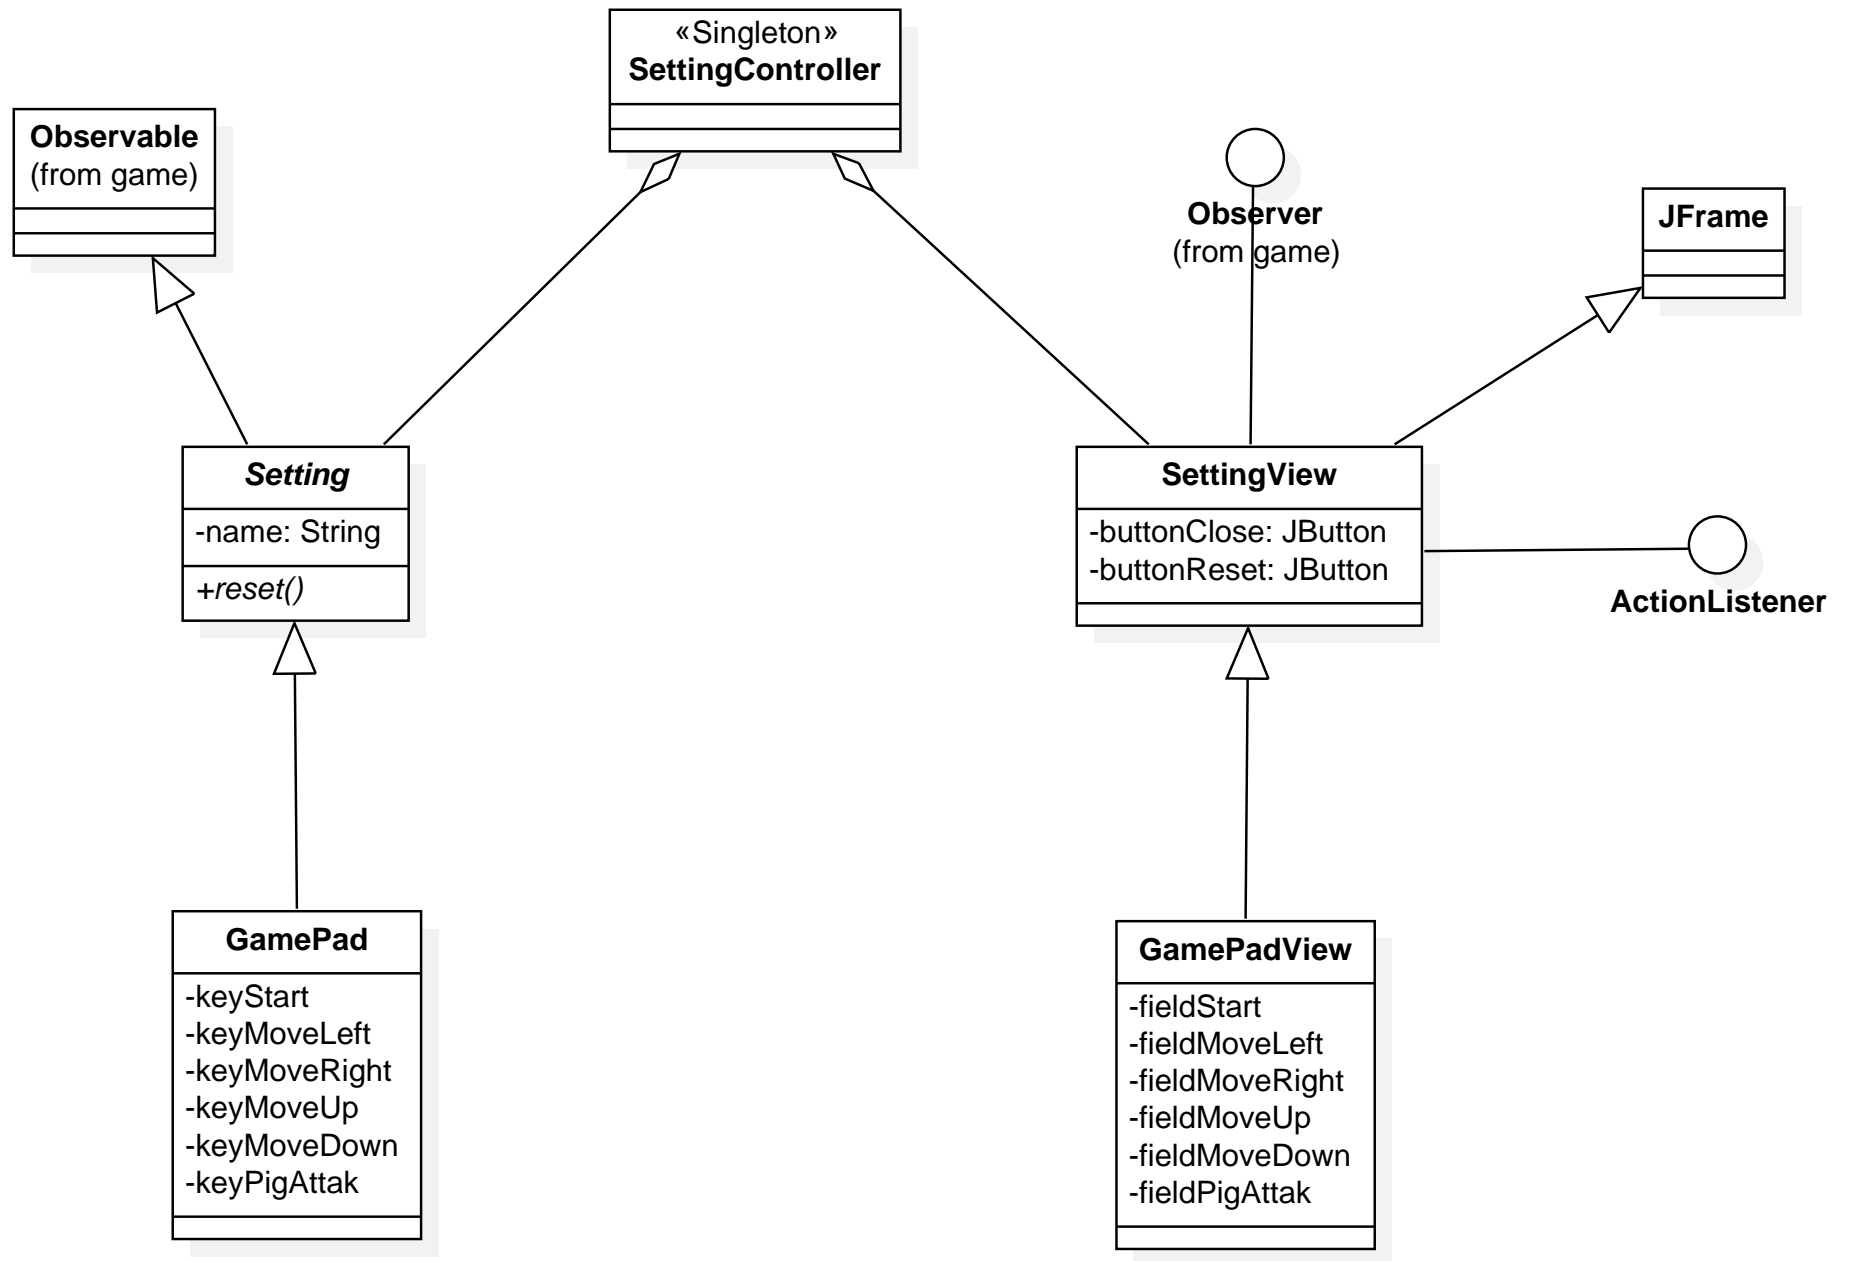 «Singleton»
SettingController
Observable
(from game)
Observer
(from game)
JFrame
Setting
-name: String
+reset()
SettingView
-buttonClose: JButton
-buttonReset: JButton
ActionListener
GamePad
-keyStart
-keyMoveLeft
-keyMoveRight
-keyMoveUp
-keyMoveDown
-keyPigAttak
GamePadView
-fieldStart
-fieldMoveLeft
-fieldMoveRight
-fieldMoveUp
-fieldMoveDown
-fieldPigAttak